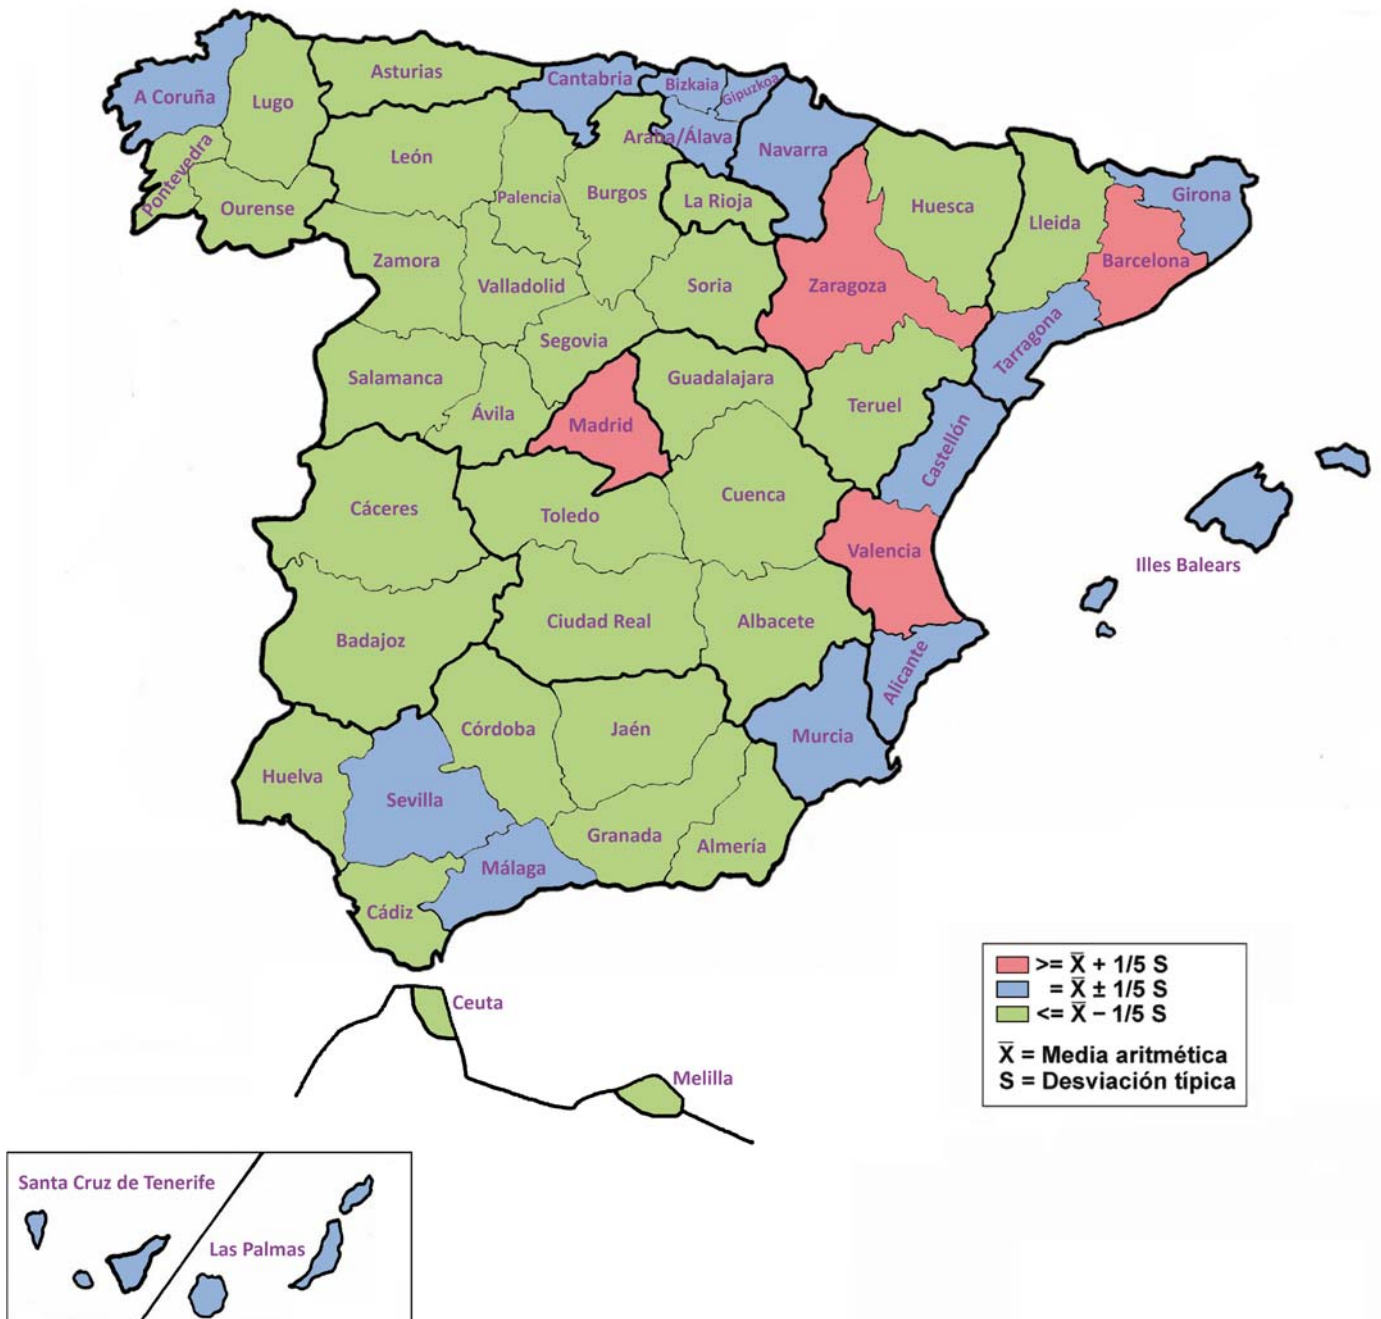 Asturias
Cantabria
Bizkaia
Gipuzkoa
A Coruña
Lugo
Araba/Álava
Navarra
León
Pontevedra
Palencia
Burgos
La Rioja
Ourense
Huesca
Lleida
Girona
Zamora
Valladolid
Soria
Zaragoza
Barcelona
Segovia
Tarragona
Salamanca
Ávila
Guadalajara
Madrid
Teruel
Castellón
Cáceres
Toledo
Cuenca
Valencia
Illes Balears
Badajoz
Ciudad Real
Albacete
Alicante
Córdoba
Jaén
Murcia
Huelva
Sevilla
Granada
Almería
Málaga
Cádiz
Ceuta
Melilla
>= X̅ + 1/5 S
= X̅ ± 1/5 S
<= X̅ – 1/5 S
X̅ = Media aritmética
S = Desviación típica
Santa Cruz de Tenerife
Las Palmas